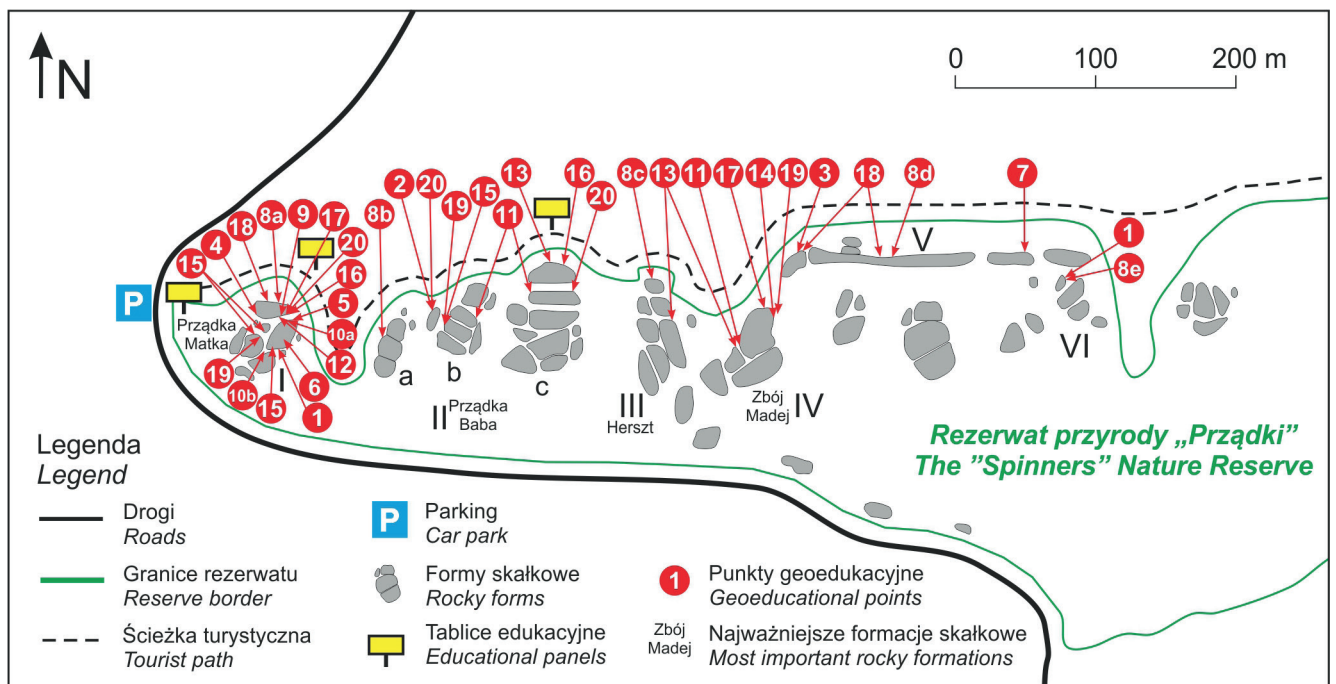 N
0 100 200 m
13 16 8c 13 11 17 14 19 3 18 8d 7
2 20 19 15 11 20
8b
4 18 8a 9 17 20 16 5
15
10a
12
19 10b 15 1 6
1
8e
P
Prządka
Matka
I
a b c
II Prządka
Baba
III
Herszt
Zbój
Madej
IV
V
VI
Rezerwat przyrody „Prządki”
The ”Spinners” Nature Reserve
Legenda
Legend
Drogi
Roads
Granice rezerwatu
Reserve border
Ścieżka turystyczna
Tourist path
P
Parking
Car park
Formy skałkowe
Rocky forms
Tablice edukacyjne
Educational panels
1
Punkty geoedukacyjne
Geoeducational points
Zbój
Madej
Najważniejsze formacje skałkowe
Most important rocky formations